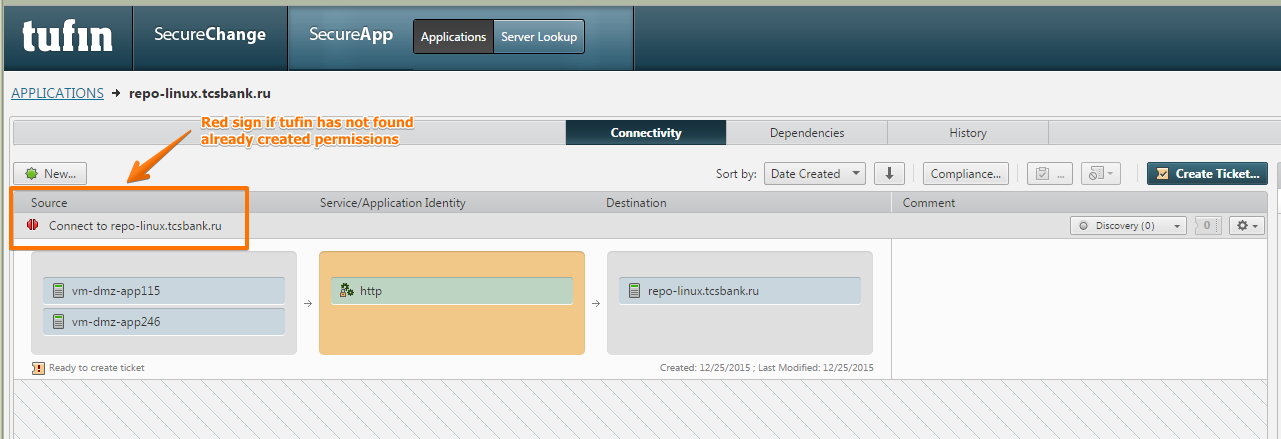 tufin
SecureChange
SecureApp
Applications
Server Lookup
APPLICATIONS → repo-linux.tcsbank.ru
Red sign if tufin has not found
already created permissions
Connectivity
Dependencies
History
New...
Sort by:
Date Created
Compliance...
...
Create Ticket...
Source
Service/Application Identity
Destination
Comment
Connect to repo-linux.tcsbank.ru
Discovery (0)
0
vm-dmz-app115
http
repo-linux.tcsbank.ru
vm-dmz-app246
Ready to create ticket
Created: 12/25/2015 ; Last Modified: 12/25/2015